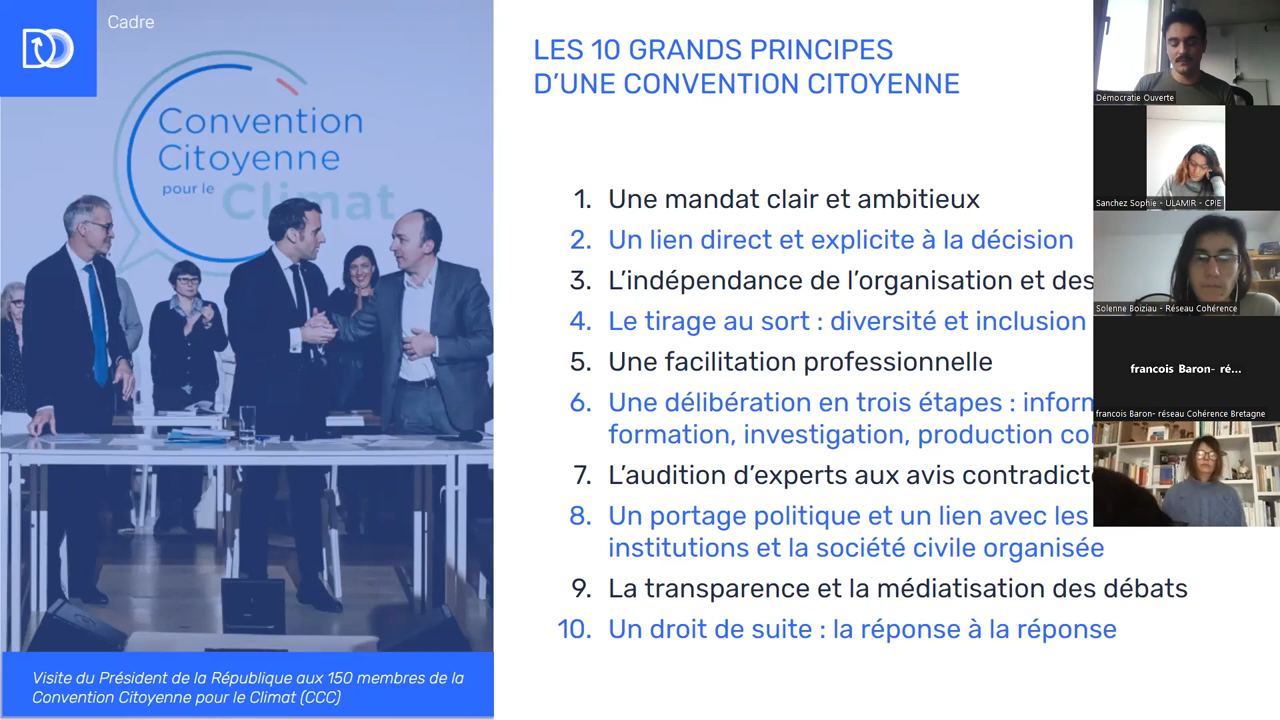 Cadre
Convention
Citoyenne
pour le Climat
Visite du Président de la République aux 150 membres de la
Convention Citoyenne pour le Climat (CCC)
LES 10 GRANDS PRINCIPES
D’UNE CONVENTION CITOYENNE
1. Une mandat clair et ambitieux
2. Un lien direct et explicite à la décision
3. L’indépendance de l’organisation et des
4. Le tirage au sort : diversité et inclusion
5. Une facilitation professionnelle
6. Une délibération en trois étapes : inform
formation, investigation, production co
7. L’audition d’experts aux avis contradict
8. Un portage politique et un lien avec les
institutions et la société civile organisée
9. La transparence et la médiatisation des débats
10. Un droit de suite : la réponse à la réponse
Démocratie Ouverte
Sanchez Sophie - ULAMIR - CPIE
Solenne Boiziau - Réseau Cohérence
francois Baron- ré...
francois Baron- réseau Cohérence Bretagne